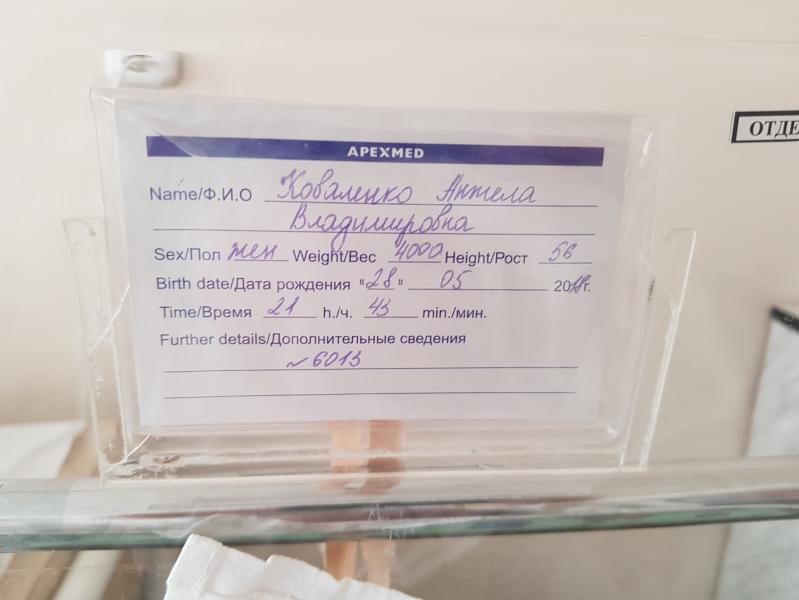 APEXMED
ОТДЕ
Name/Ф.И.О Коваленко Анжела
Владимировна
Sex/Пол жен Weight/Вес 4000 Height/Рост 56
Birth date/Дата рождения «28» 05 20 г.
Time/Время 21 h./ч. 43 min./мин.
Further details/Дополнительные сведения
~6013